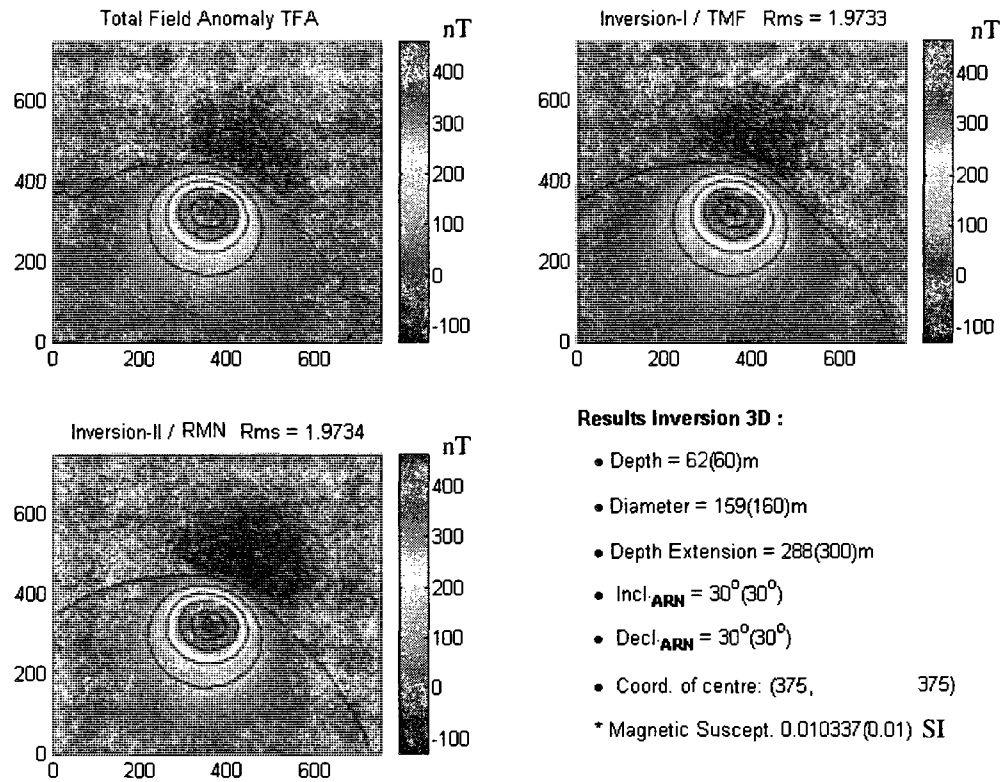 Total Field Anomaly TFA
nT
400
300
200
100
0
-100
600
400
200
0
0 200 400 600
Inversion-I / TMF Rms = 1.9733
nT
400
300
200
100
0
-100
600
400
200
0
0 200 400 600
Inversion-II / RMN Rms = 1.9734
nT
400
300
200
100
0
-100
600
400
200
0
0 200 400 600
Results Inversion 3D :
• Depth = 62(60)m
• Diameter = 159(160)m
• Depth Extension = 288(300)m
• Incl.ARN = 30°(30°)
• Decl.ARN = 30°(30°)
• Coord. of centre: (375, 375)
* Magnetic Suscept. 0.010337(0.01) SI